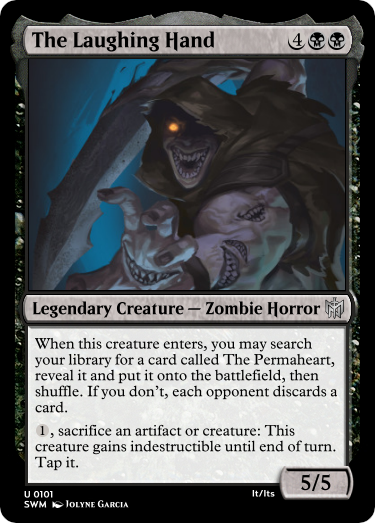 The Laughing Hand 4
Legendary Creature — Zombie Horror
When this creature enters, you may search
your library for a card called The Permaheart,
reveal it and put it onto the battlefield, then
shuffle. If you don't, each opponent discards a
card.
1 , sacrifice an artifact or creature: This
creature gains indestructible until end of turn.
Tap it.
5/5
U 0101 It/Its
SWM Jolyne Garcia